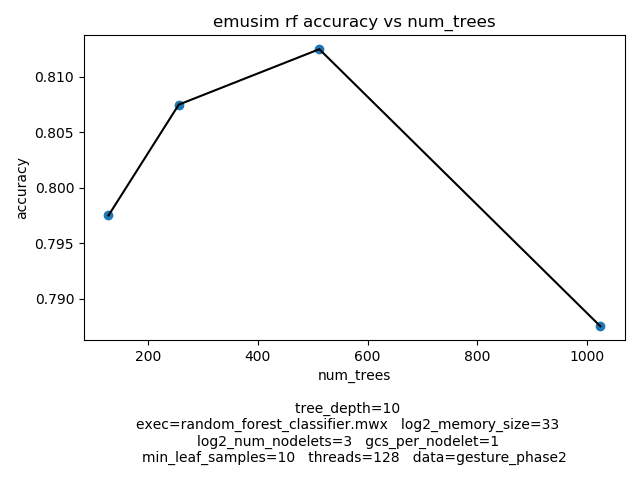 emusim rf accuracy vs num_trees
0.810
0.805
0.800
0.795
0.790
accuracy
200 400 600 800 1000
num_trees
tree_depth=10
exec=random_forest_classifier.mwx log2_memory_size=33
log2_num_nodelets=3 gcs_per_nodelet=1
min_leaf_samples=10 threads=128 data=gesture_phase2